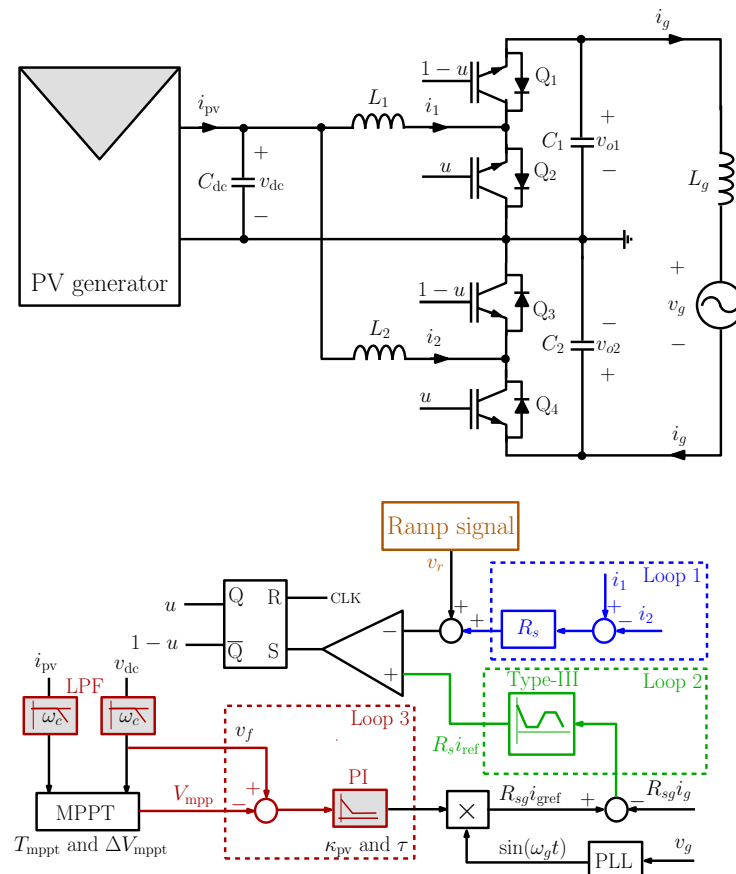 i_g
1 − u
Q_1
L_1
i_1
i_pv
+
C_1
v_o1
−
+
C_dc
v_dc
−
u
Q_2
L_g
PV generator
1 − u
Q_3
+
v_g
−
L_2
i_2
−
C_2
v_o2
+
u
Q_4
i_g
Ramp signal
v_r
Loop 1
i_1
+
− i_2
R_s
+
+
Q
R
CLK
u
1 − u
Q̅
S
−
+
Type-III
Loop 2
R_s i_ref
i_pv
v_dc
LPF
ω_c
ω_c
Loop 3
v_f
PI
V_mpp
+
−
MPPT
T_mppt and ΔV_mppt
κ_pv and τ
×
R_sg i_gref
+
−
R_sg i_g
sin(ω_g t)
PLL
v_g